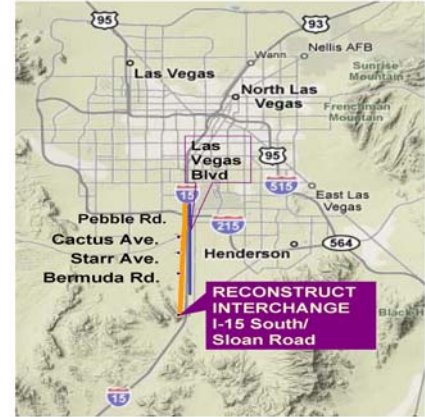 95
93
Wann
Nellis AFB
Las Vegas
Sunrise
Mountain
North Las
Vegas
Frenchman
Mountain
Las
Vegas
Blvd
95
15
515
East Las
Vegas
Pebble Rd.
215
Cactus Ave.
564
Starr Ave.
Henderson
Bermuda Rd.
RECONSTRUCT
INTERCHANGE
I-15 South/
Sloan Road
15